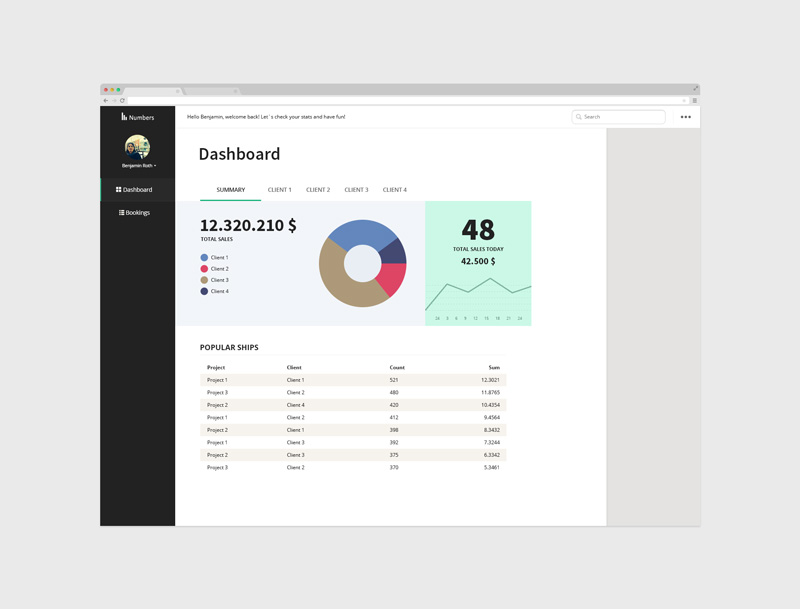 Numbers
Hello Benjamin, welcome back! Let´s check your stats and have fun!
Search
Benjamin Roth
Dashboard
Bookings
Dashboard
SUMMARY CLIENT 1 CLIENT 2 CLIENT 3 CLIENT 4
12.320.210 $
TOTAL SALES
Client 1
Client 2
Client 3
Client 4
48
TOTAL SALES TODAY
42.500 $
24 3 6 9 12 15 18 21 24
POPULAR SHIPS
Project Client Count Sum
Project 1 Client 1 521 12.3021
Project 3 Client 2 480 11.8765
Project 2 Client 4 420 10.4354
Project 1 Client 2 412 9.4564
Project 2 Client 1 398 8.3432
Project 1 Client 3 392 7.3244
Project 2 Client 3 375 6.3342
Project 3 Client 2 370 5.3461